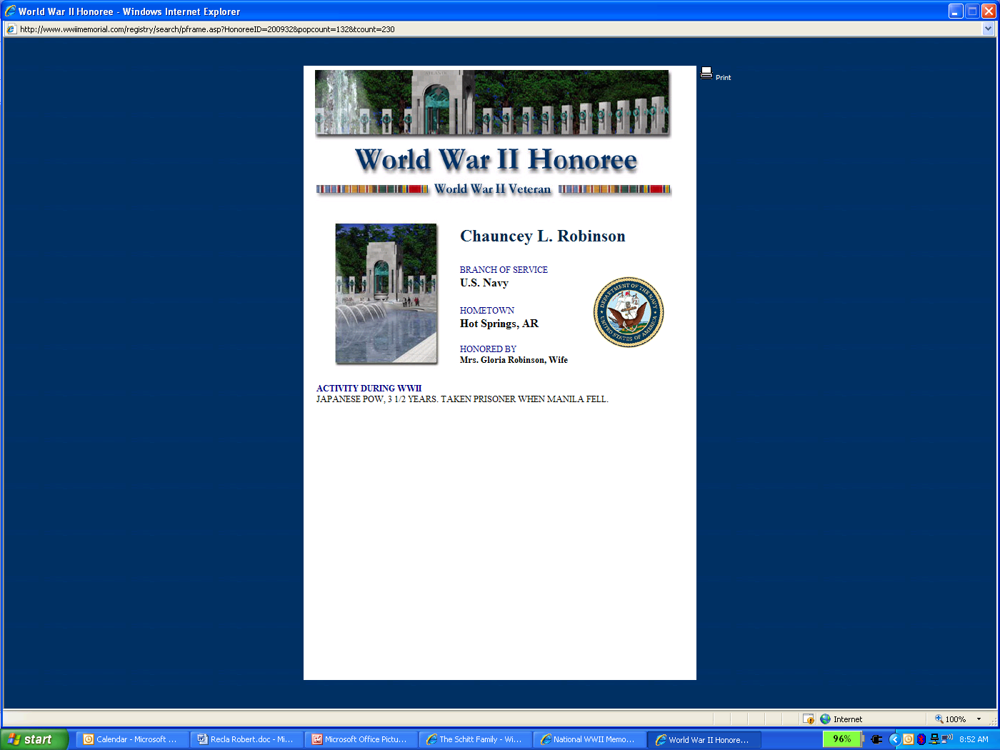 World War II Honoree - Windows Internet Explorer
http://www.wwiimemorial.com/registry/search/pframe.asp?HonoreeID=200932&popcount=132&tcount=230
Print
ATLANTIC
World War II Honoree
World War II Veteran
Chauncey L. Robinson
BRANCH OF SERVICE
U.S. Navy
DEPARTMENT OF THE NAVY
UNITED STATES OF AMERICA
HOMETOWN
Hot Springs, AR
HONORED BY
Mrs. Gloria Robinson, Wife
ACTIVITY DURING WWII
JAPANESE POW, 3 1/2 YEARS. TAKEN PRISONER WHEN MANILA FELL.
Internet
100%
start
Calendar - Microsoft ...
Recla Robert.doc - Mi...
Microsoft Office Pictu...
The Schitt Family - Wi...
National WWII Memo...
World War II Honore...
96%
8:52 AM